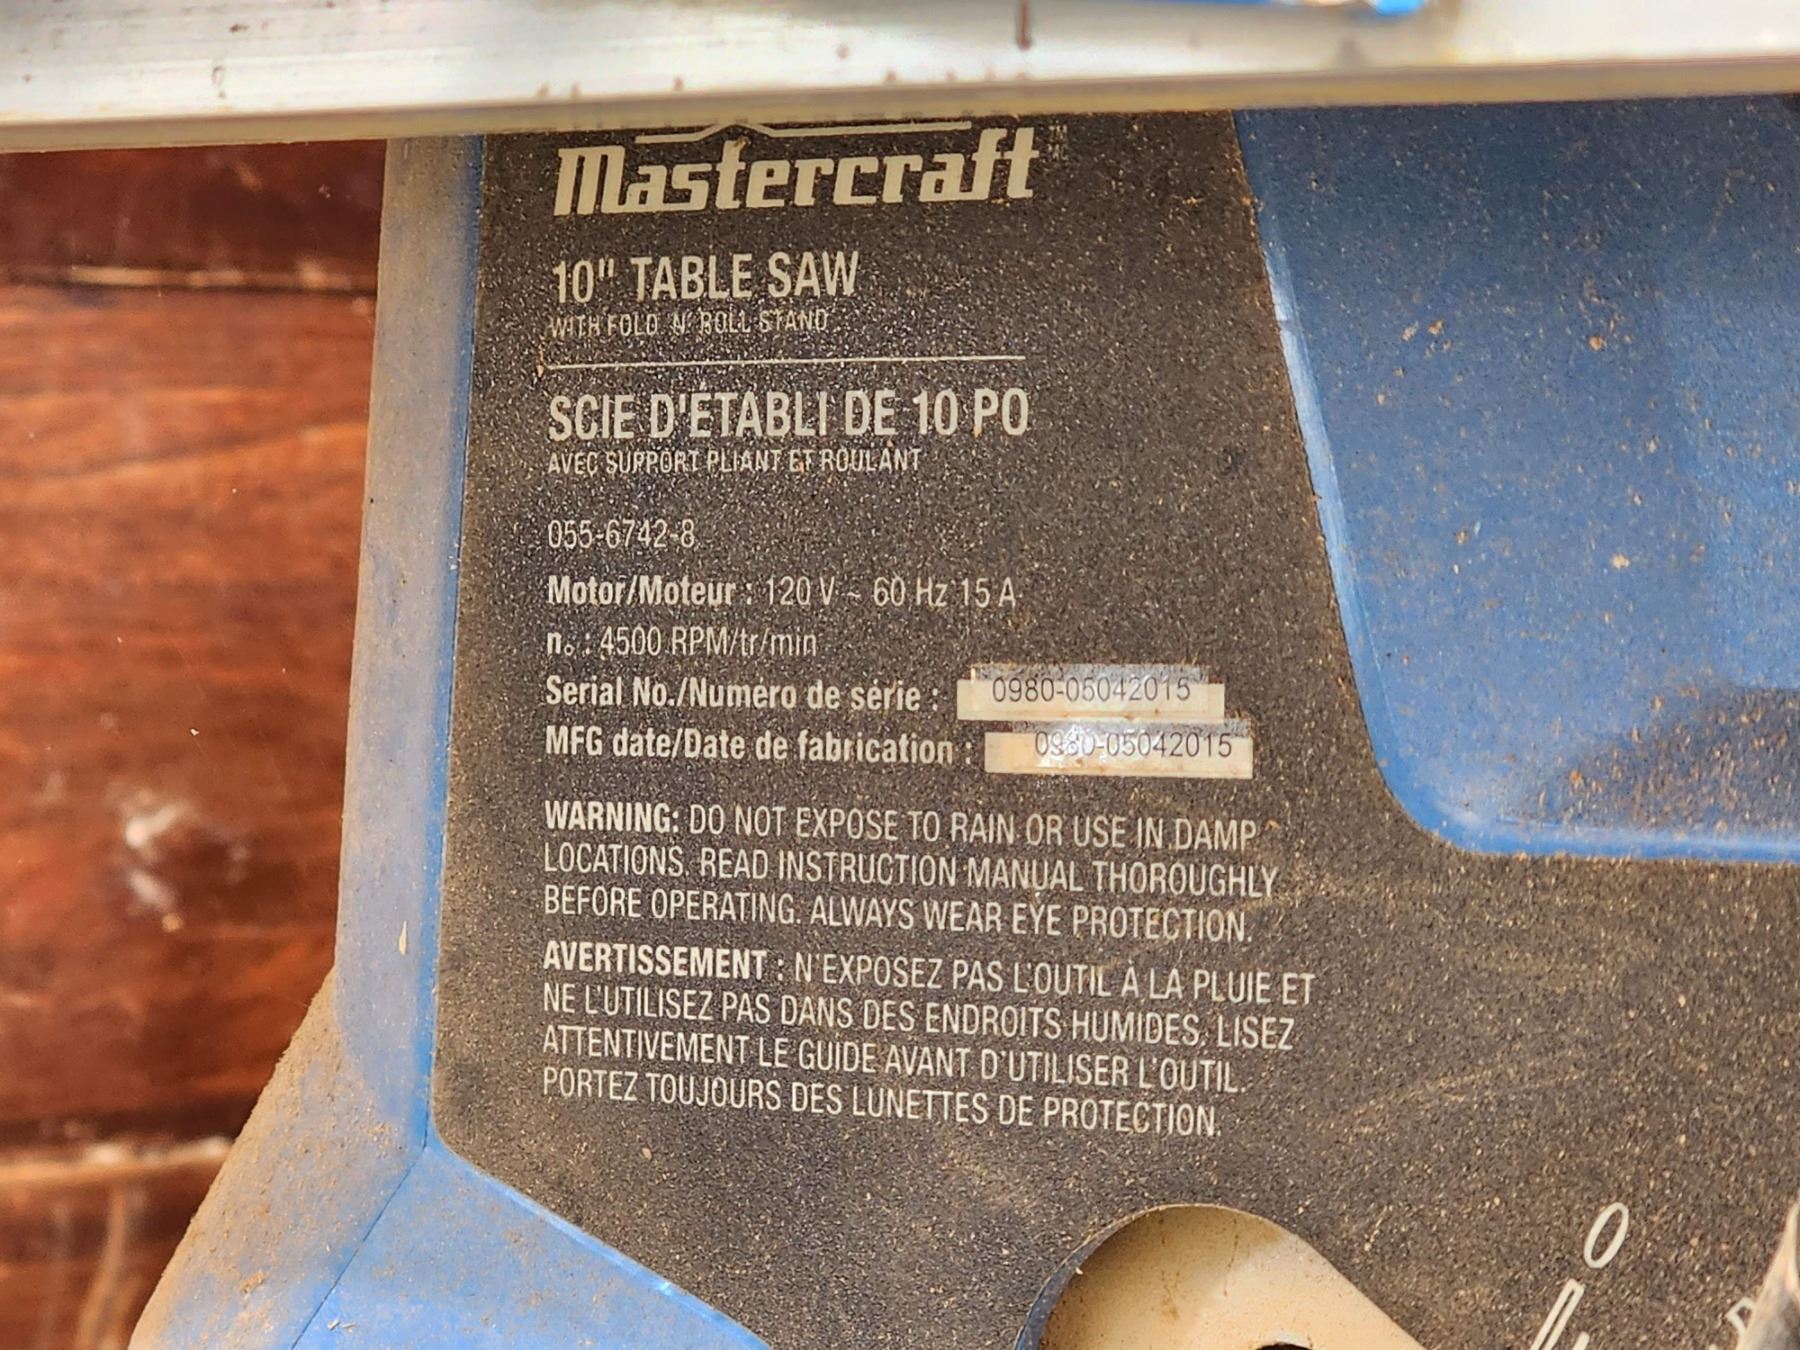 Mastercraft TM MC
10" TABLE SAW
WITH FOLD N' ROLL STAND
SCIE D'ÉTABLI DE 10 PO
AVEC SUPPORT PLIANT ET ROULANT
055-6742-8
Motor/Moteur : 120 V ~ 60 Hz 15 A
n₀ : 4500 RPM/tr/min
Serial No./Numéro de série : 0980-05042015
MFG date/Date de fabrication : 0980-05042015
WARNING: DO NOT EXPOSE TO RAIN OR USE IN DAMP
LOCATIONS. READ INSTRUCTION MANUAL THOROUGHLY
BEFORE OPERATING. ALWAYS WEAR EYE PROTECTION.
AVERTISSEMENT : N'EXPOSEZ PAS L'OUTIL À LA PLUIE ET
NE L'UTILISEZ PAS DANS DES ENDROITS HUMIDES. LISEZ
ATTENTIVEMENT LE GUIDE AVANT D'UTILISER L'OUTIL.
PORTEZ TOUJOURS DES LUNETTES DE PROTECTION.
0